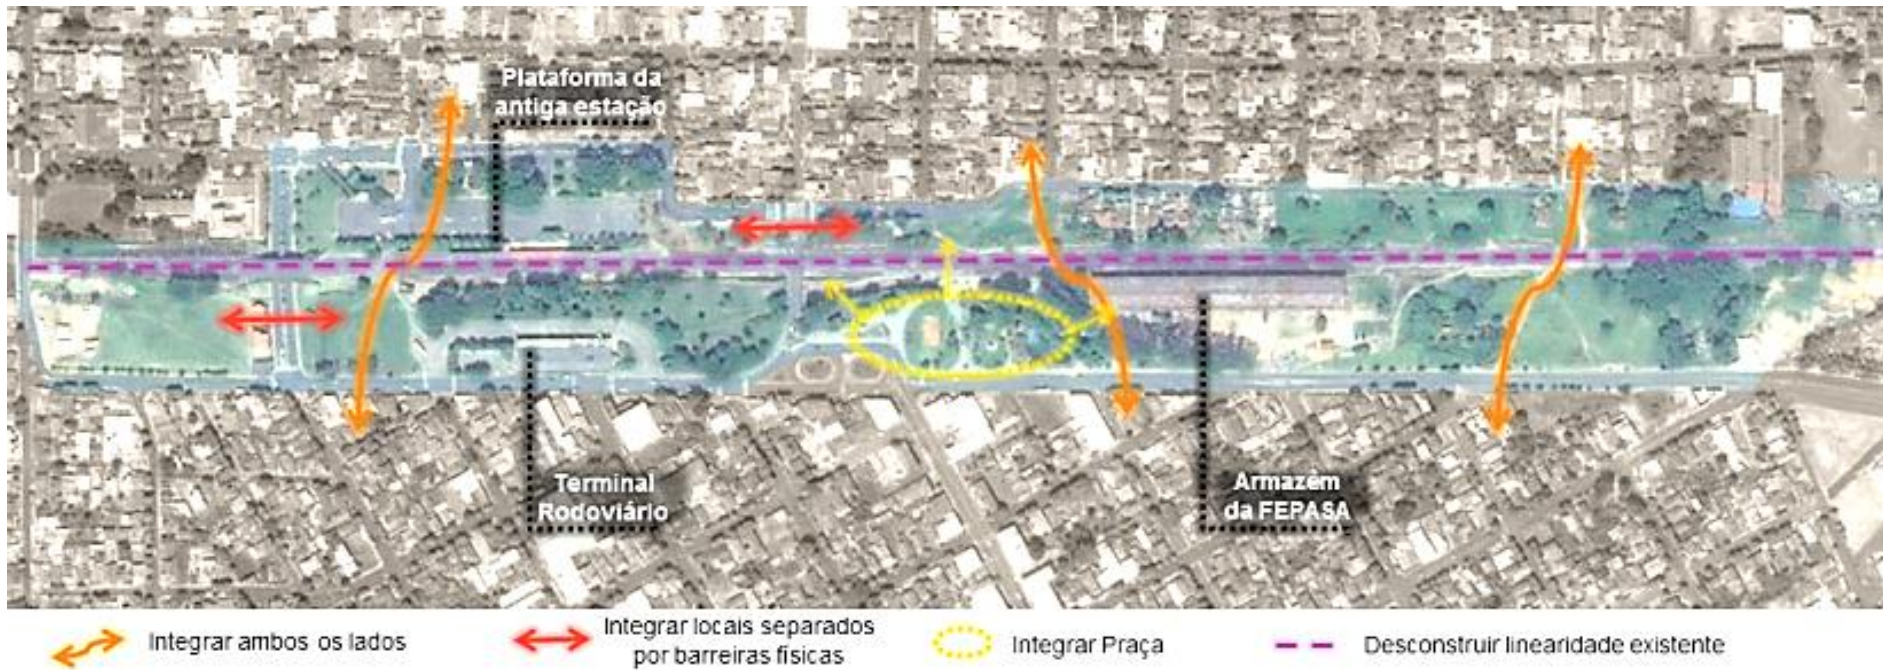 Plataforma da
antiga estação
Terminal
Rodoviário
Armazém
da FEPASA
Integrar ambos os lados
Integrar locais separados
por barreiras físicas
Integrar Praça
Desconstruir linearidade existente